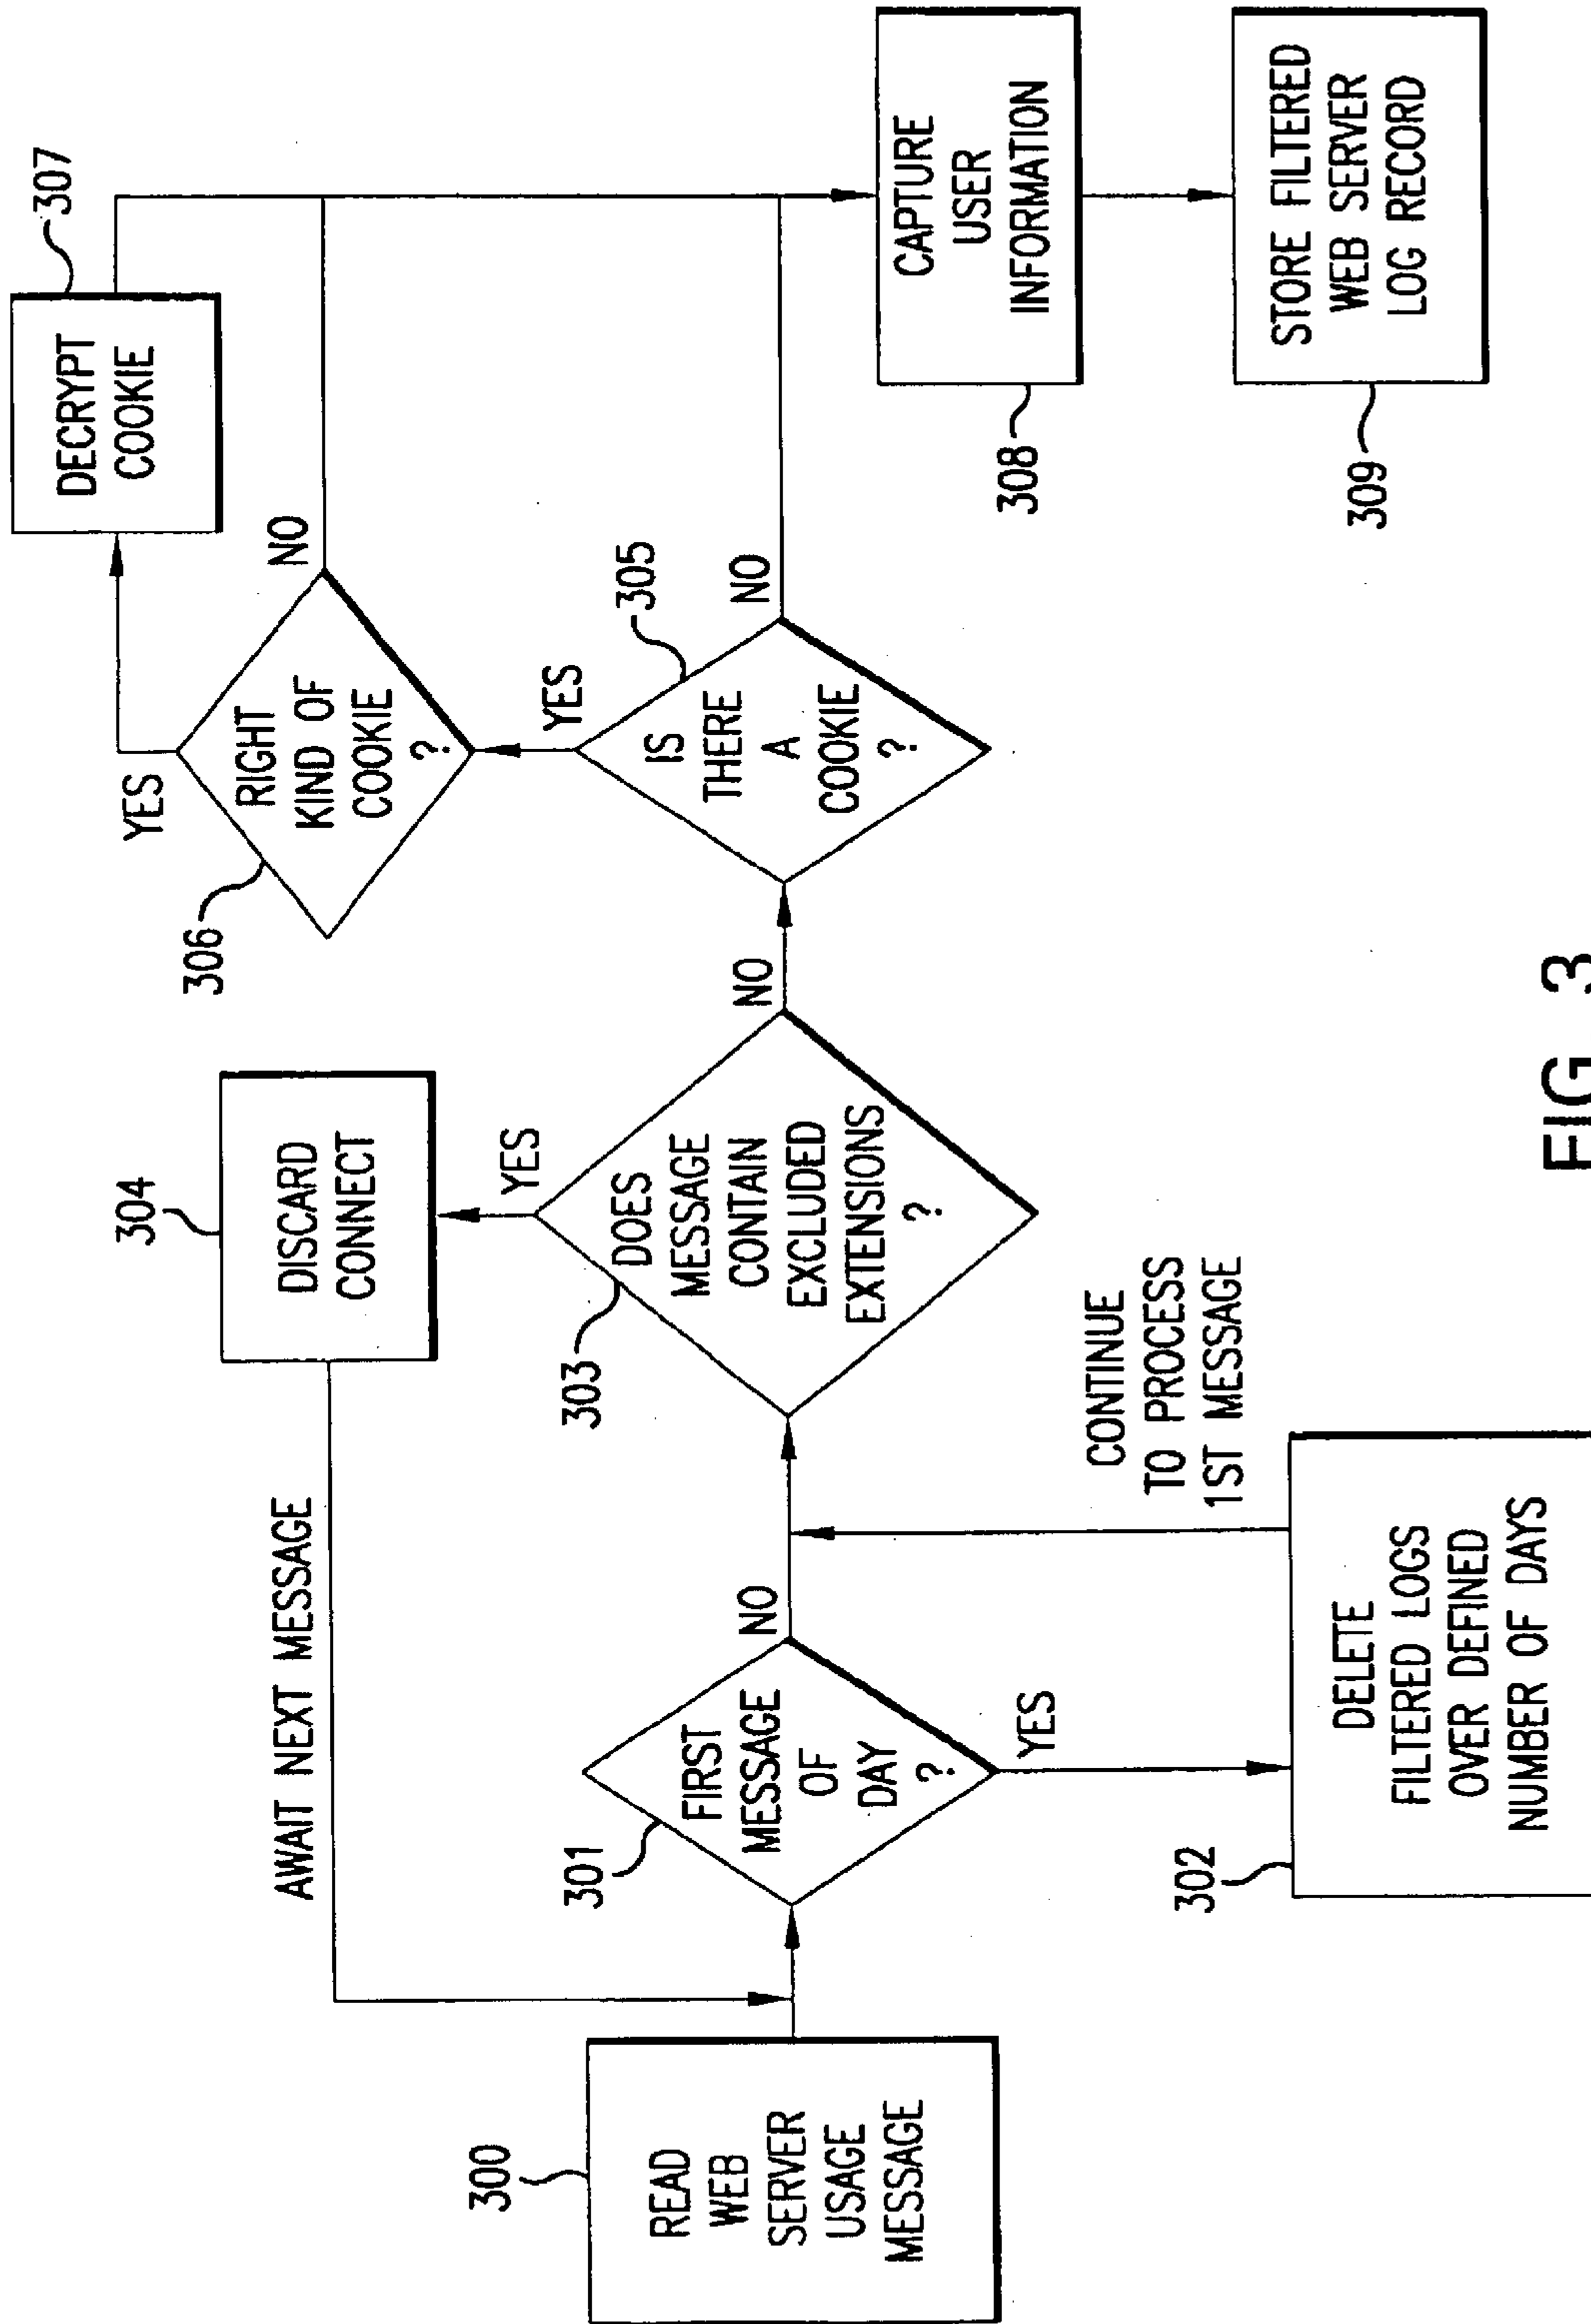 300
READ
WEB
SERVER
USAGE
MESSAGE
AWAIT NEXT MESSAGE
301
FIRST
MESSAGE
OF
DAY
?
NO
YES
302
DELETE
FILTERED LOGS
OVER DEFINED
NUMBER OF DAYS
CONTINUE
TO PROCESS
1ST MESSAGE
303
DOES
MESSAGE
CONTAIN
EXCLUDED
EXTENSIONS
?
YES
304
DISCARD
CONNECT
NO
305
IS
THERE
A
COOKIE
?
YES
NO
306
RIGHT
KIND OF
COOKIE
?
YES
NO
307
DECRYPT
COOKIE
308
CAPTURE
USER
INFORMATION
309
STORE FILTERED
WEB SERVER
LOG RECORD
FIG. 3